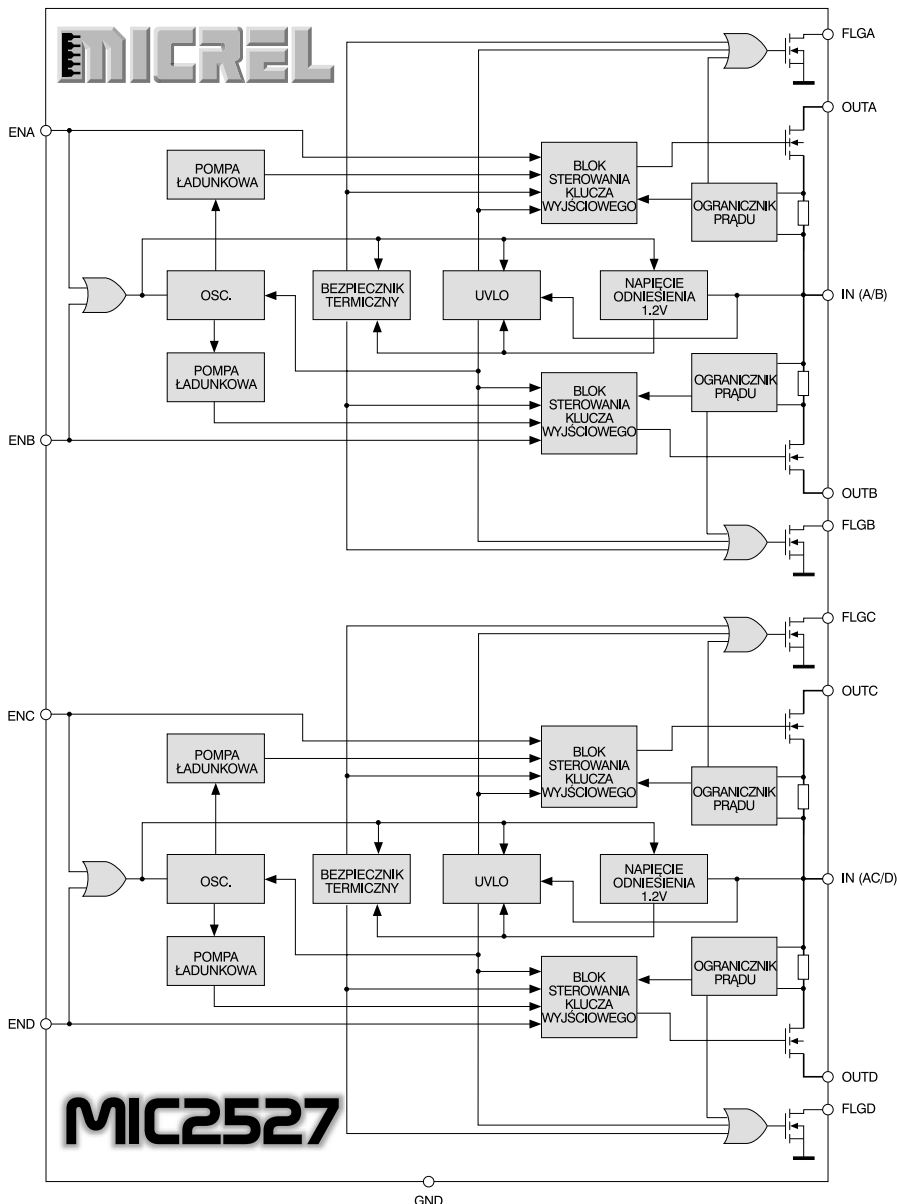 MICREL
FLGA
OUTA
ENA
POMPA
ŁADUNKOWA
BLOK
STEROWANIA
KLUCZA
WYJŚCIOWEGO
OGRANICZNIK
PRĄDU
OSC.
BEZPIECZNIK
TERMICZNY
UVLO
NAPIĘCIE
ODNIESIENIA
1.2V
IN (A/B)
POMPA
ŁADUNKOWA
BLOK
STEROWANIA
KLUCZA
WYJŚCIOWEGO
OGRANICZNIK
PRĄDU
ENB
OUTB
FLGB
FLGC
OUTC
ENC
POMPA
ŁADUNKOWA
BLOK
STEROWANIA
KLUCZA
WYJŚCIOWEGO
OGRANICZNIK
PRĄDU
OSC.
BEZPIECZNIK
TERMICZNY
UVLO
NAPIĘCIE
ODNIESIENIA
1.2V
IN (AC/D)
POMPA
ŁADUNKOWA
BLOK
STEROWANIA
KLUCZA
WYJŚCIOWEGO
OGRANICZNIK
PRĄDU
END
OUTD
FLGD
MIC2527
GND